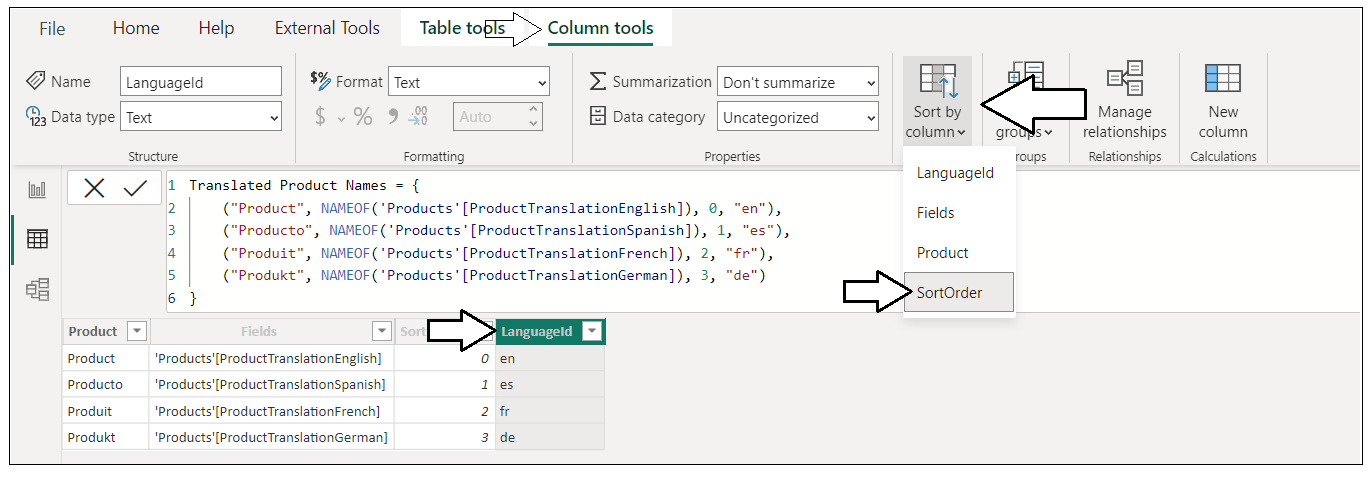 File Home Help External Tools Table tools Column tools
Name LanguageId
Data type Text
Structure
$% Format Text
$ % 9 .00 →.0 Auto
Formatting
Summarization Don't summarize
Data category Uncategorized
Properties
Sort by
column
groups
Groups
Manage
relationships
Relationships
New
column
Calculations
LanguageId
Fields
Product
SortOrder
1 Translated Product Names = {
2 ("Product", NAMEOF('Products'[ProductTranslationEnglish]), 0, "en"),
3 ("Producto", NAMEOF('Products'[ProductTranslationSpanish]), 1, "es"),
4 ("Produit", NAMEOF('Products'[ProductTranslationFrench]), 2, "fr"),
5 ("Produkt", NAMEOF('Products'[ProductTranslationGerman]), 3, "de")
6 }
Product Fields Sort LanguageId
Product 'Products'[ProductTranslationEnglish] 0 en
Producto 'Products'[ProductTranslationSpanish] 1 es
Produit 'Products'[ProductTranslationFrench] 2 fr
Produkt 'Products'[ProductTranslationGerman] 3 de